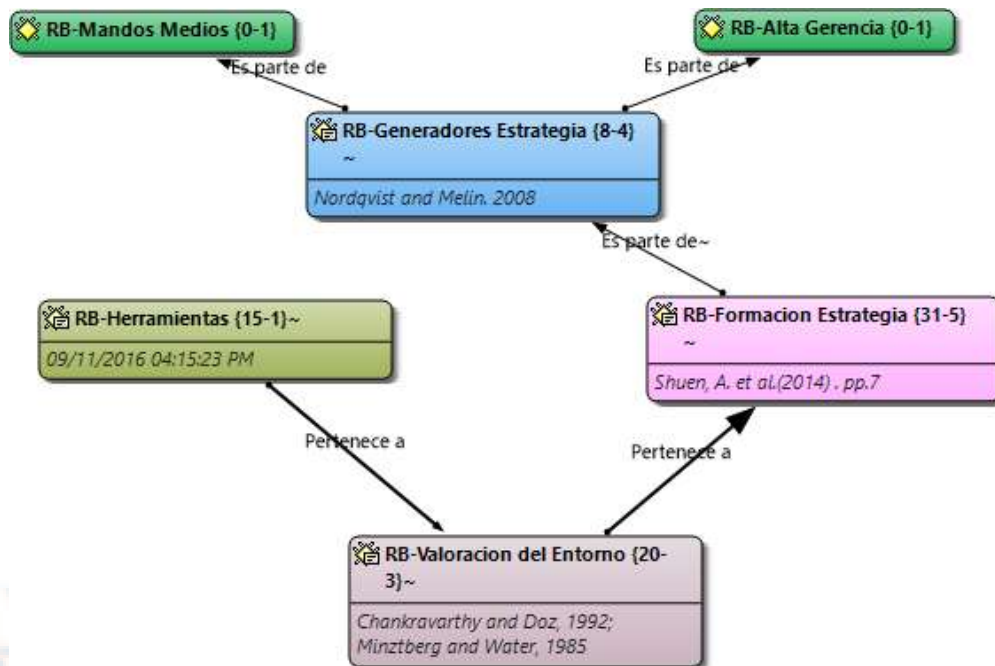 RB-Mandos Medios {0-1}
RB-Alta Gerencia {0-1}
Es parte de
Es parte de
RB-Generadores Estrategia {8-4}
~
Nordqvist and Melin. 2008
Es parte de~
RB-Herramientas {15-1}~
09/11/2016 04:15:23 PM
RB-Formacion Estrategia {31-5}
~
Shuen, A. et al.(2014) . pp.7
Pertenece a
Pertenece a
RB-Valoracion del Entorno {20-
3}~
Chankravarthy and Doz, 1992;
Minztberg and Water, 1985